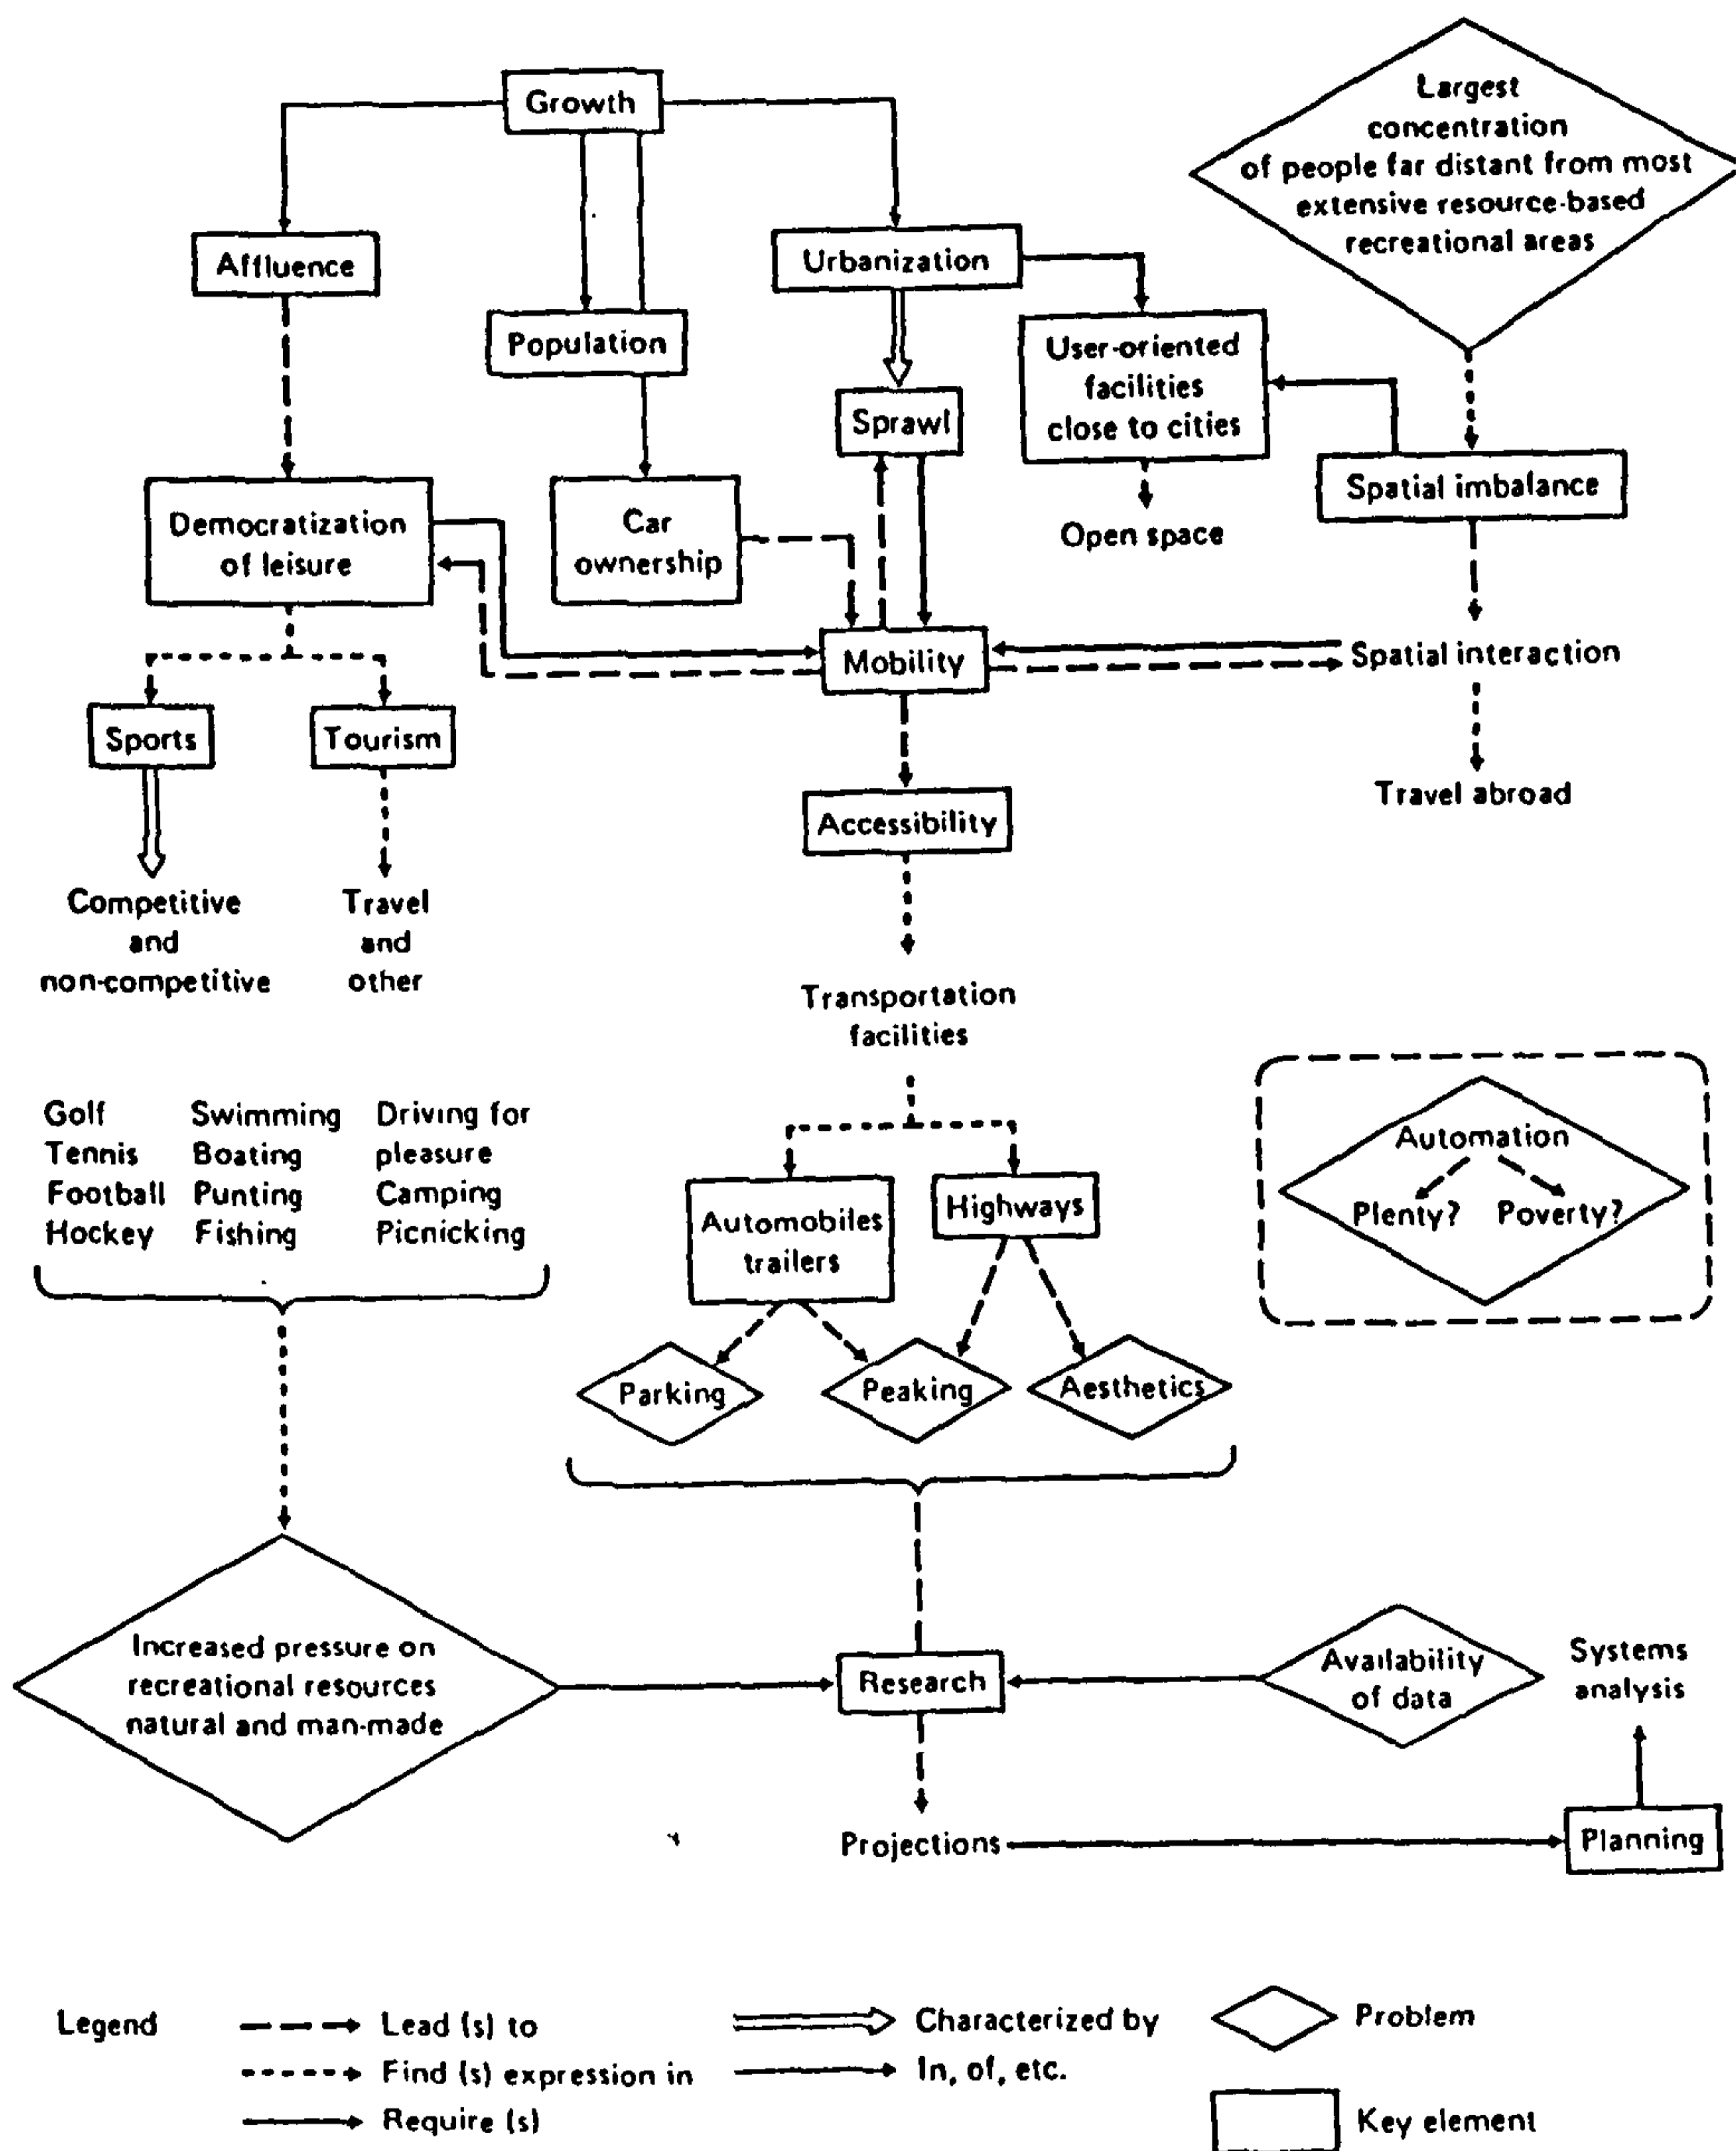 Growth
Largest
concentration
of people far distant from most
extensive resource-based
recreational areas
Affluence
Urbanization
Population
User-oriented
facilities
close to cities
Sprawl
Spatial imbalance
Democratization
of leisure
Car
ownership
Open space
Mobility
Spatial interaction
Sports
Tourism
Travel abroad
Accessibility
Competitive
and
non-competitive
Travel
and
other
Transportation
facilities
Golf
Tennis
Football
Hockey
Swimming
Boating
Punting
Fishing
Driving for
pleasure
Camping
Picnicking
Automation
Plenty? Poverty?
Automobiles
trailers
Highways
Parking
Peaking
Aesthetics
Increased pressure on
recreational resources
natural and man-made
Research
Availability
of data
Systems
analysis
Projections
Planning
Legend
Lead (s) to
Find (s) expression in
Require (s)
Characterized by
In, of, etc.
Problem
Key element